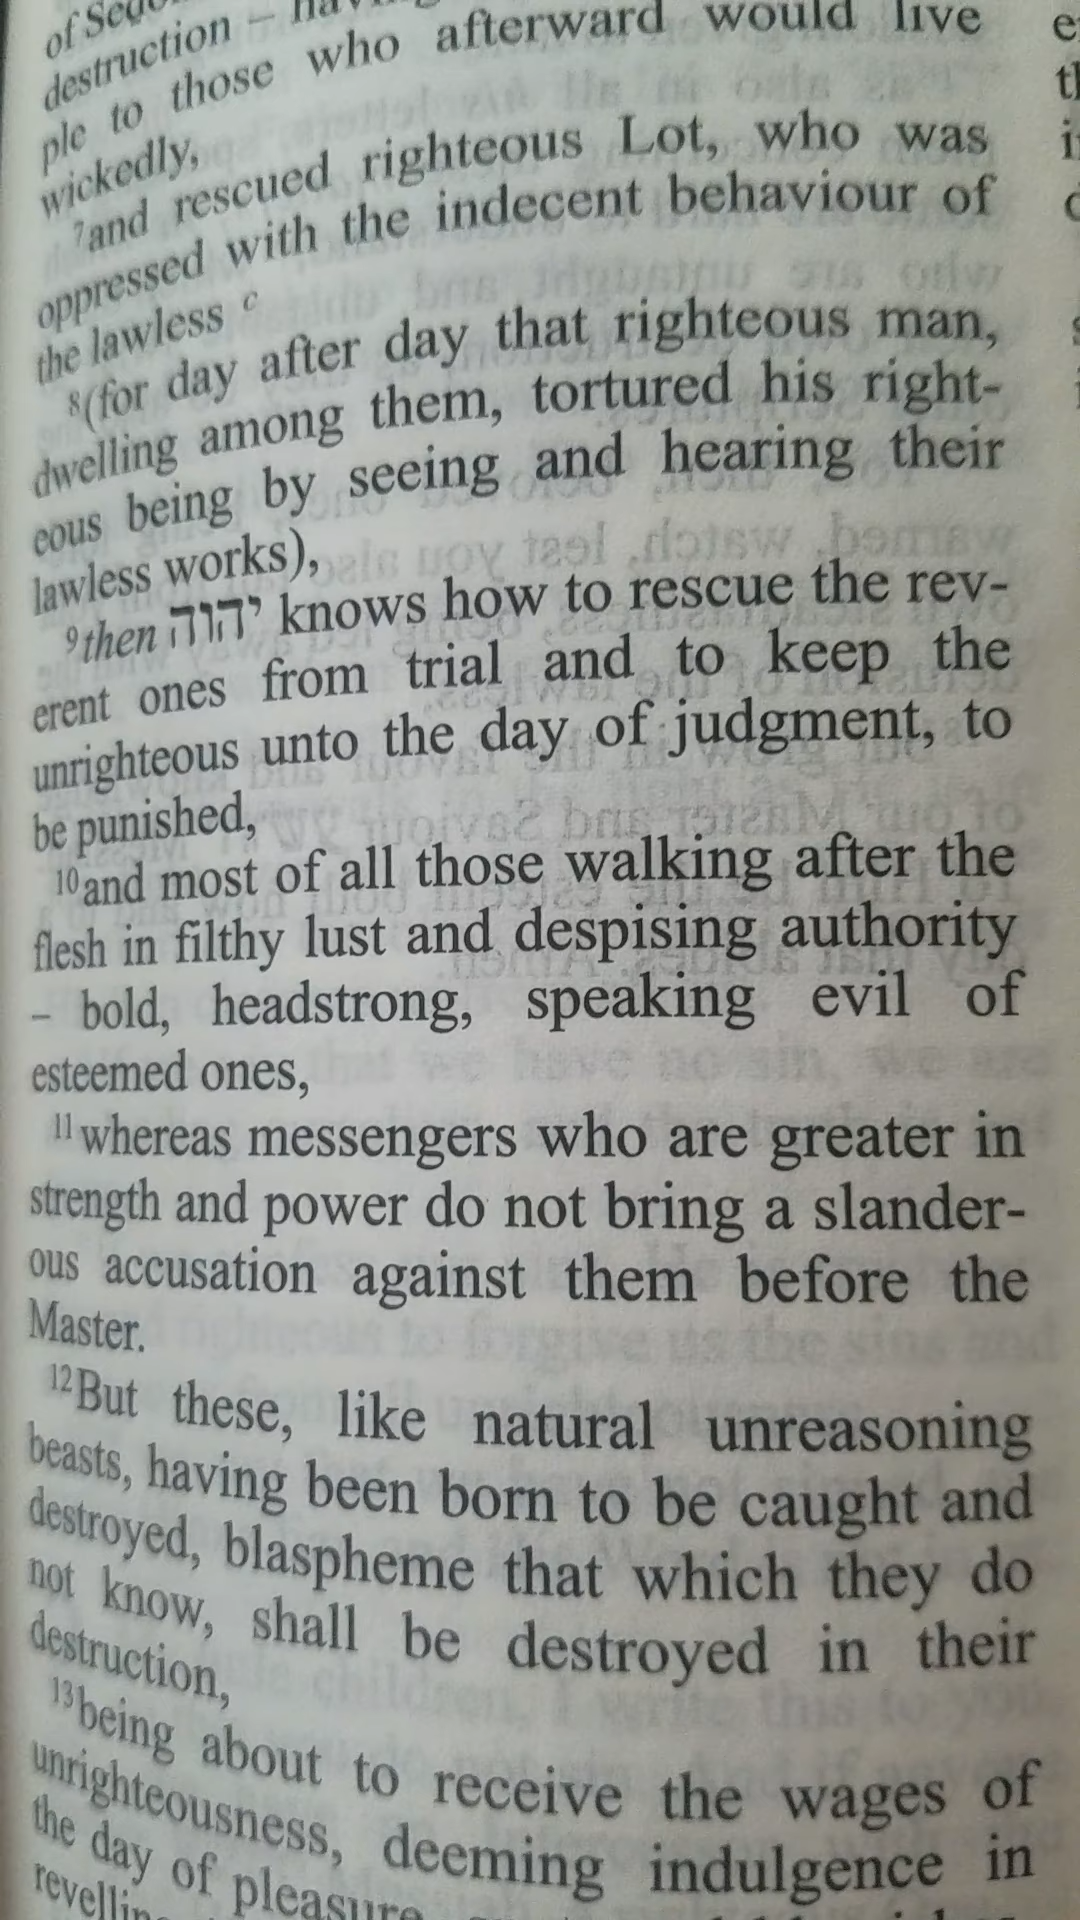 of
destruction –
ple to those who afterward would live
wickedly,
7and rescued righteous Lot, who was
oppressed with the indecent behaviour of
the lawless c
8(for day after day that righteous man,
dwelling among them, tortured his right-
eous being by seeing and hearing their
lawless works),
9then יהוה knows how to rescue the rev-
erent ones from trial and to keep the
unrighteous unto the day of judgment, to
be punished,
10and most of all those walking after the
flesh in filthy lust and despising authority
– bold, headstrong, speaking evil of
esteemed ones,
11whereas messengers who are greater in
strength and power do not bring a slander-
ous accusation against them before the
Master.
12But these, like natural unreasoning
beasts, having been born to be caught and
destroyed, blaspheme that which they do
not know, shall be destroyed in their
destruction,
13being about to receive the wages of
unrighteousness, deeming indulgence in
the day of pleasure